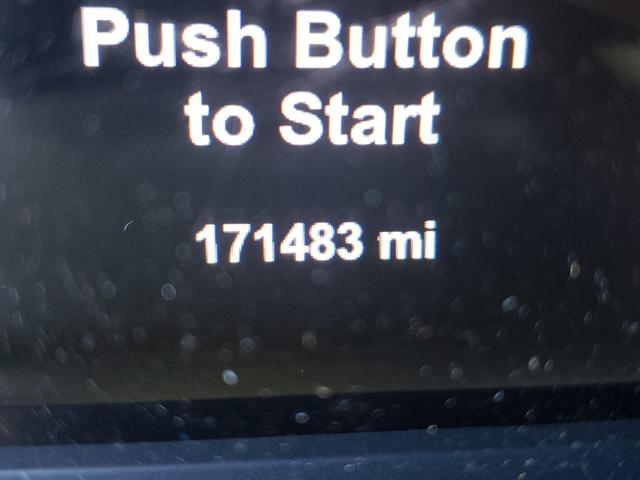 Push Button
to Start
171483 mi